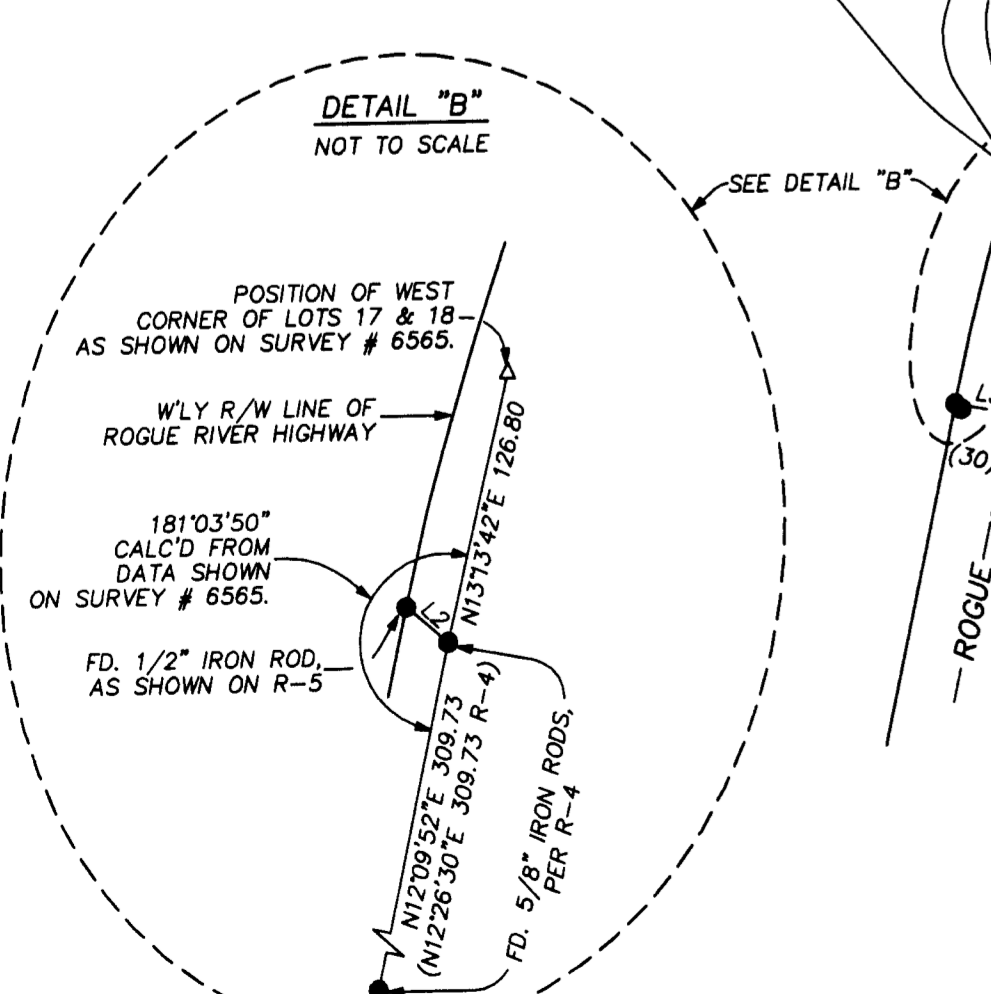 DETAIL "B"
NOT TO SCALE
SEE DETAIL "B"
POSITION OF WEST
CORNER OF LOTS 17 & 18
AS SHOWN ON SURVEY # 6565.
W'LY R/W LINE OF
ROGUE RIVER HIGHWAY
N13°13'42"E 126.80
181°03'50"
CALC'D FROM
DATA SHOWN
ON SURVEY # 6565.
L2
FD. 1/2" IRON ROD,
AS SHOWN ON R-5
N12°09'52"E 309.73
(N12°26'30"E 309.73 R-4)
FD. 5/8" IRON RODS,
PER R-4
(30)
ROGUE